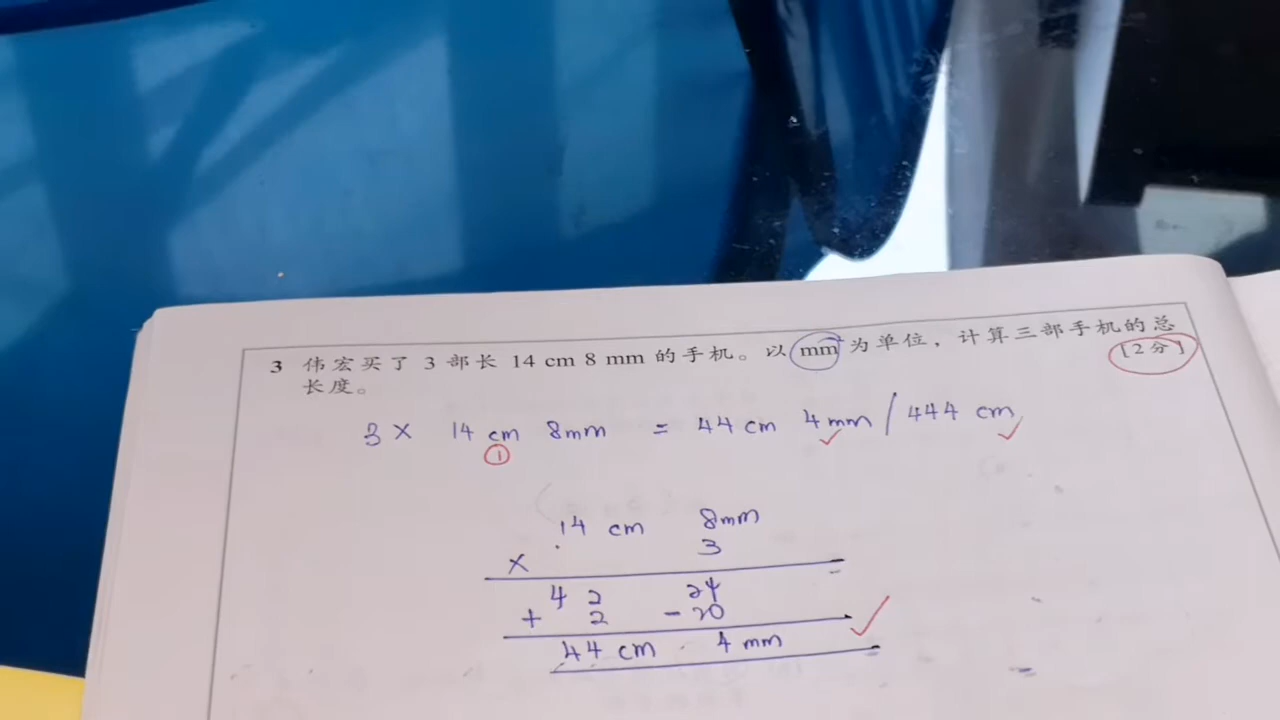 3 伟宏买了 3 部长 14 cm 8 mm 的手机。以 mm 为单位，计算三部手机的总
长度。
[2分]
3 × 14 cm 8mm = 44 cm 4 mm / 444 cm
1
14 cm 8mm
× 3
42 24
+ 2 - 20
44 cm 4 mm